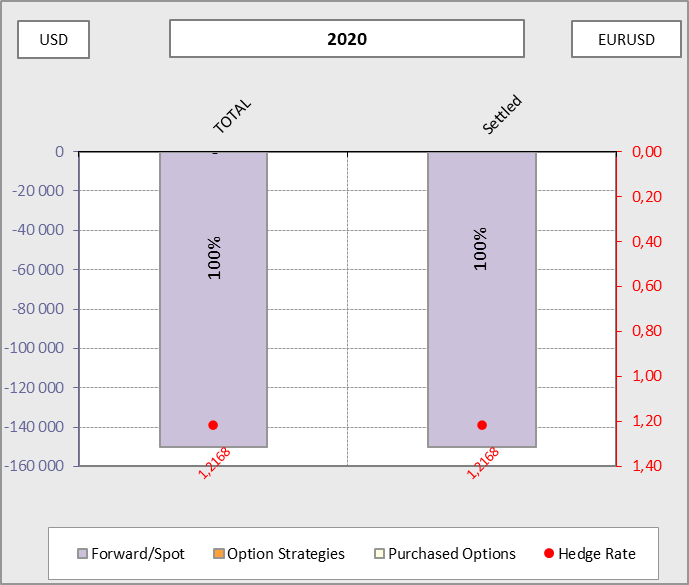 USD
2020
EURUSD
TOTAL
Settled
0
-20 000
-40 000
-60 000
-80 000
-100 000
-120 000
-140 000
-160 000
100%
100%
1,2168
1,2168
0,00
0,20
0,40
0,60
0,80
1,00
1,20
1,40
Forward/Spot
Option Strategies
Purchased Options
Hedge Rate